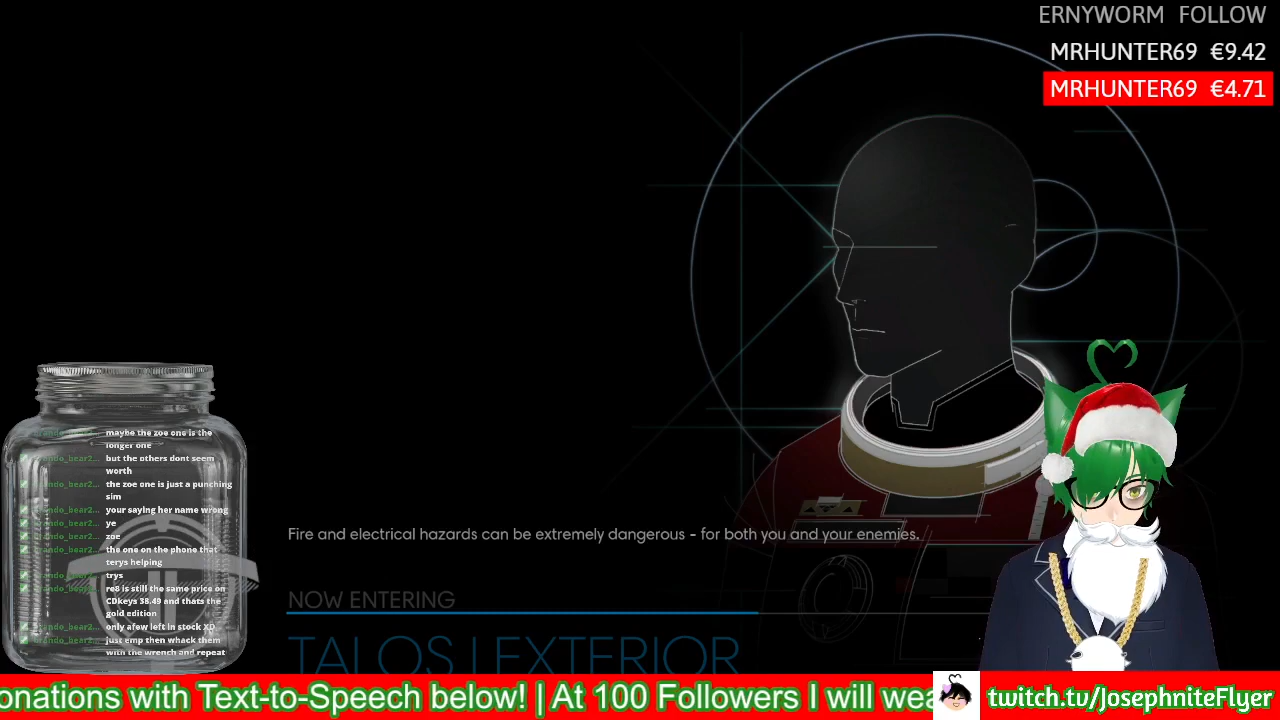 ERNYWORM FOLLOW
MRHUNTER69 €9.42
MRHUNTER69 €4.71
maybe the zoe one is the
longer one
but the others dont seem
worth
the zoe one is just a punching
sim
your saying her name wrong
ye
zoe
the one on the phone that
terys helping
trys
re8 is still the same price on
CDkeys 38.49 and thats the
gold edition
only afew left in stock XD
just emp then whack them
with the wrench and repeat
Fire and electrical hazards can be extremely dangerous - for both you and your enemies.
NOW ENTERING
TALOS I EXTERIOR
onations with Text-to-Speech below! | At 100 Followers I will wea
twitch.tv/JosephniteFlyer